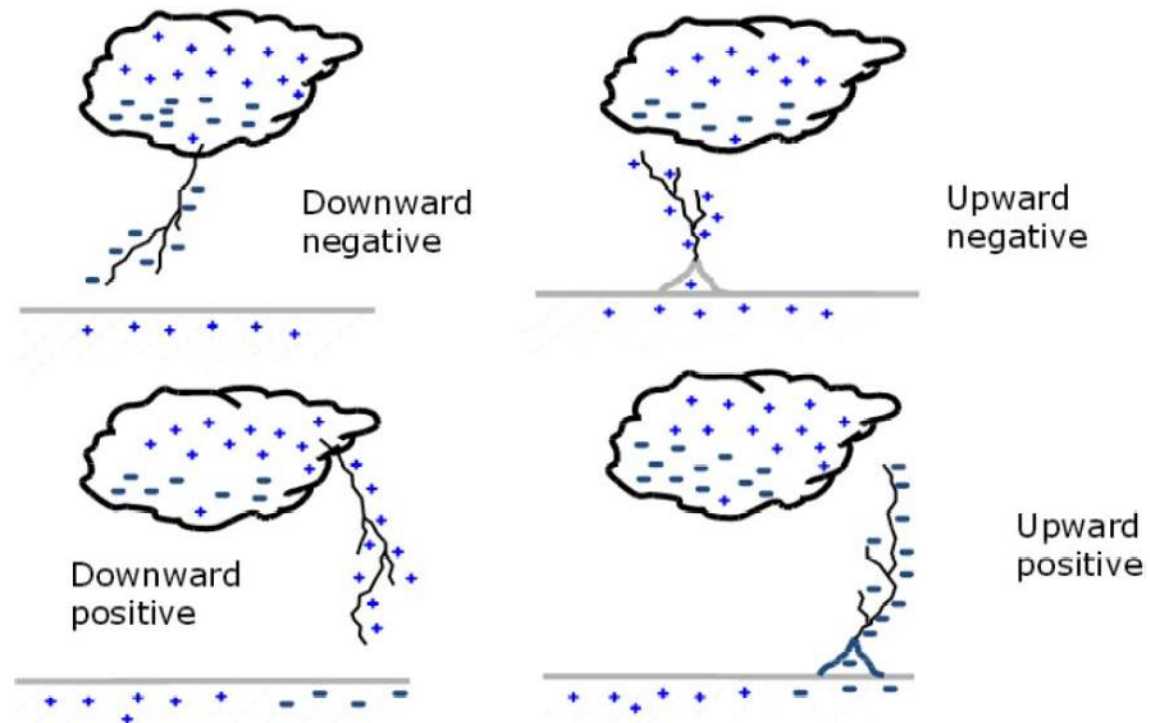 Downward
negative
Upward
negative
Downward
positive
Upward
positive